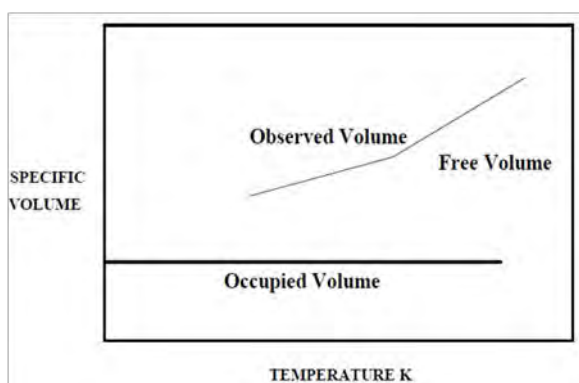 Observed Volume
Free Volume
SPECIFIC
VOLUME
Occupied Volume
TEMPERATURE K